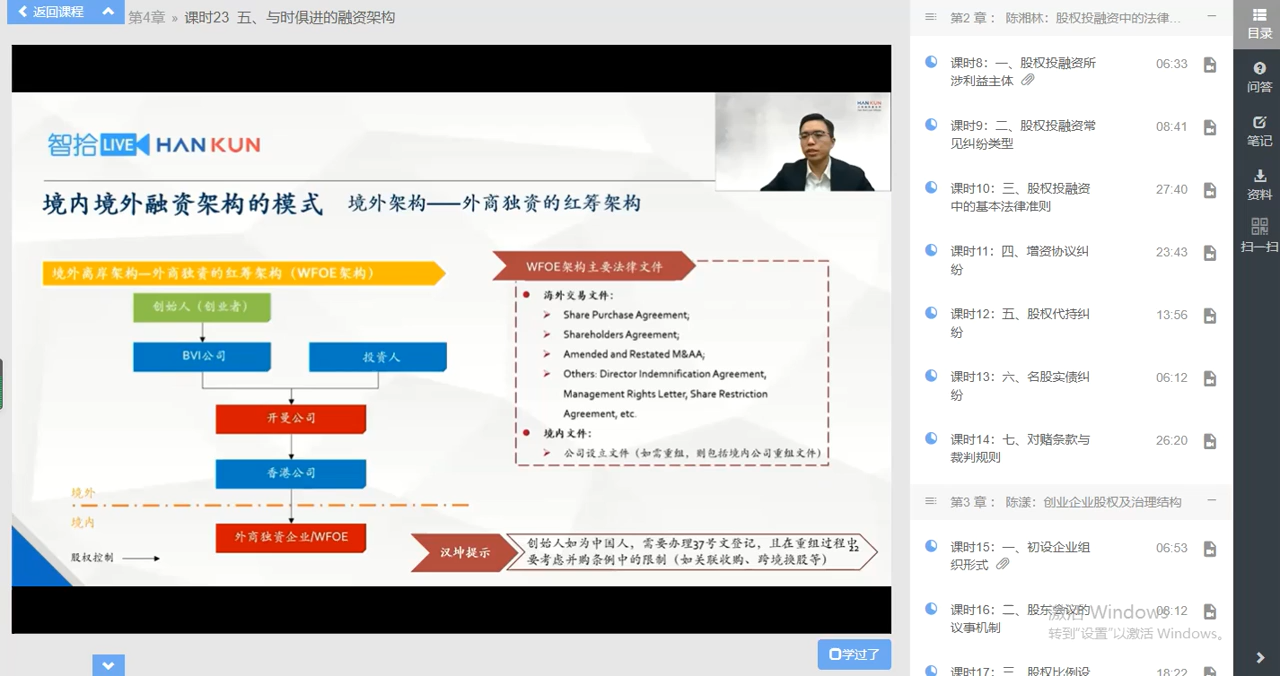 返回课程
第4章 » 课时23 五、与时俱进的融资架构
智拾LIVE HANKUN
HANKUN
境内境外融资架构的模式 境外架构——外商独资的红筹架构
境外离岸架构—外商独资的红筹架构（WFOE架构）
创始人（创业者）
BVI公司
投资人
开曼公司
香港公司
境外
境内
外商独资企业/WFOE
股权控制
WFOE架构主要法律文件
海外交易文件：
Share Purchase Agreement;
Shareholders Agreement;
Amended and Restated M&AA;
Others: Director Indemnification Agreement,
Management Rights Letter, Share Restriction
Agreement, etc.
境内文件：
公司设立文件（如需重组，则包括境内公司重组文件）
汉坤提示
创始人如为中国人，需要办理37号文登记，且在重组过程中
要考虑并购条例中的限制（如关联收购、跨境换股等）
22
学过了
第2章： 陈湘林：股权投融资中的法律...
课时8：一、股权投融资所
涉利益主体
06:33
课时9：二、股权投融资常
见纠纷类型
08:41
课时10：三、股权投融资
中的基本法律准则
27:40
课时11：四、增资协议纠
纷
23:43
课时12：五、股权代持纠
纷
13:56
课时13：六、名股实债纠
纷
06:12
课时14：七、对赌条款与
裁判规则
26:20
第3章： 陈漾：创业企业股权及治理结构
课时15：一、初设企业组
织形式
06:53
课时16：二、股东会议的
议事机制
08:12
课时17：三、股权比例设
18:22
激活 Windows
转到"设置"以激活 Windows。
目录
问答
笔记
资料
扫一扫